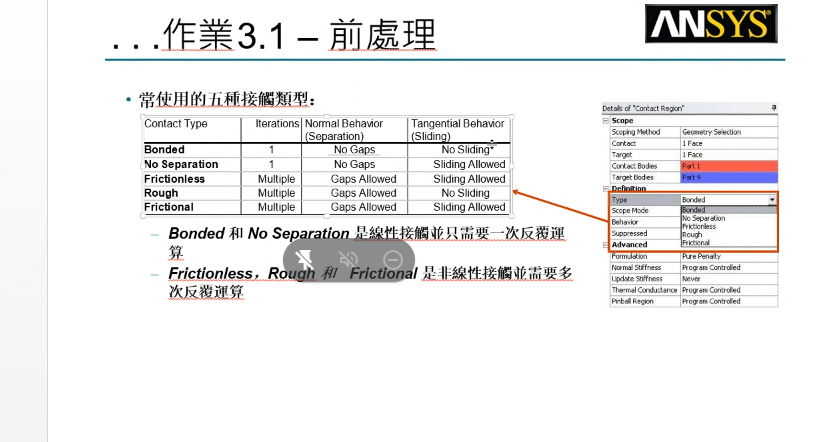 ...作業3.1 – 前處理
ANSYS®
• 常使用的五種接觸類型:
Contact Type Iterations Normal Behavior (Separation) Tangential Behavior (Sliding)
Bonded 1 No Gaps No Sliding
No Separation 1 No Gaps Sliding Allowed
Frictionless Multiple Gaps Allowed Sliding Allowed
Rough Multiple Gaps Allowed No Sliding
Frictional Multiple Gaps Allowed Sliding Allowed
– Bonded 和 No Separation 是線性接觸並只需要一次反覆運
算
– Frictionless，Rough 和 Frictional 是非線性接觸並需要多
次反覆運算
Details of "Contact Region"
Scope
Scoping Method Geometry Selection
Contact 1 Face
Target 1 Face
Contact Bodies Part 1
Target Bodies Part 9
Definition
Type Bonded
Scope Mode Bonded
Behavior No Separation
Frictionless
Suppressed Rough
Advanced Frictional
Formulation Pure Penalty
Normal Stiffness Program Controlled
Update Stiffness Never
Thermal Conductance Program Controlled
Pinball Region Program Controlled